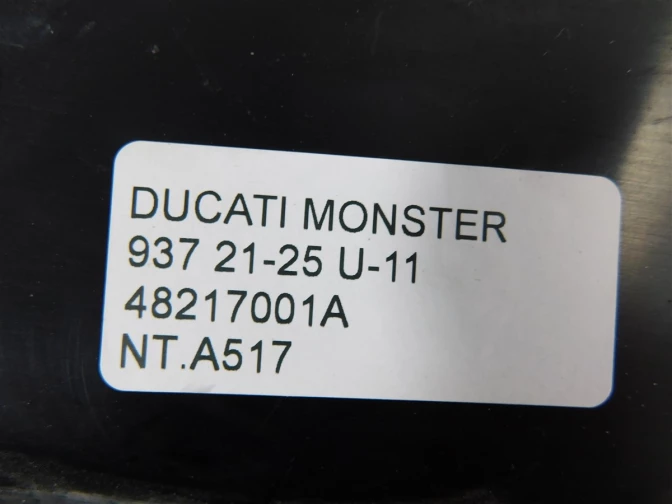 DUCATI MONSTER
937 21-25 U-11
48217001A
NT.A517